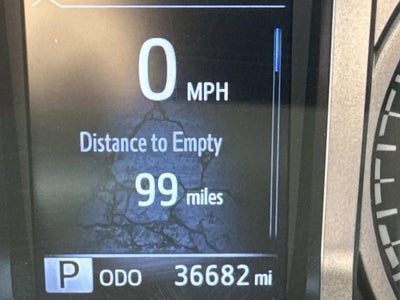 0 MPH
Distance to Empty
99 miles
P ODO 36682 mi